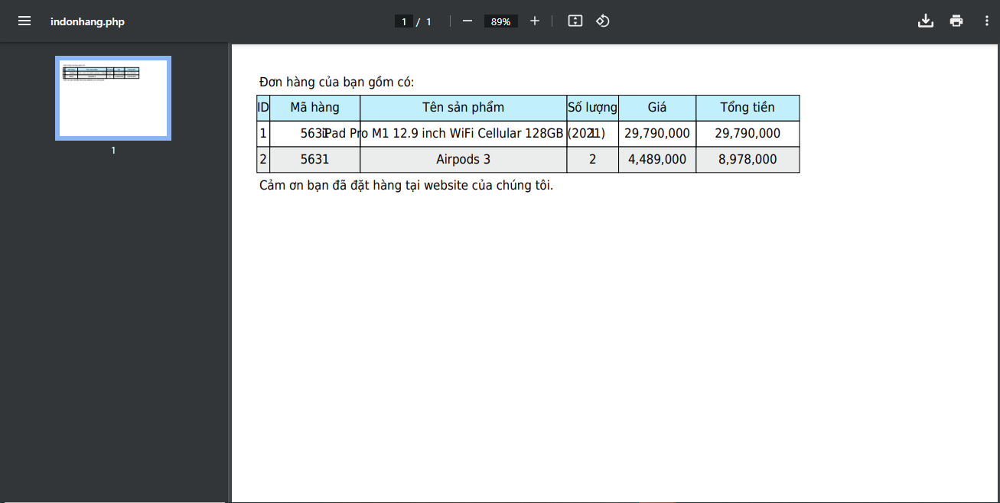 indonhang.php
1 / 1
89%
1
Đơn hàng của bạn gồm có:
ID Mã hàng Tên sản phẩm Số lượng Giá Tổng tiền
1 5631 iPad Pro M1 12.9 inch WiFi Cellular 128GB (2021) 1 29,790,000 29,790,000
2 5631 Airpods 3 2 4,489,000 8,978,000
Cảm ơn bạn đã đặt hàng tại website của chúng tôi.